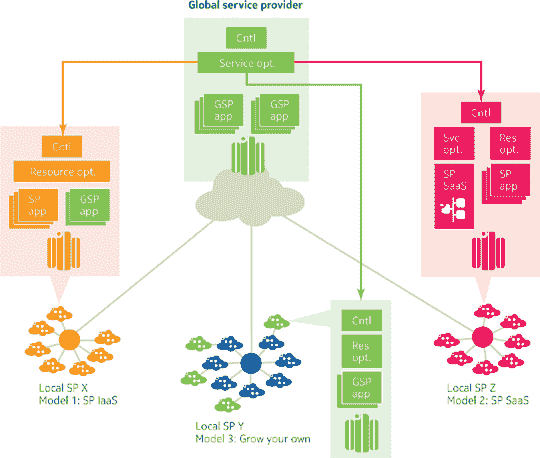 Global service provider
Cntl
Service opt.
GSP
app
GSP
app
Cntl
Resource opt.
SP
app
GSP
app
Cntl
Svc
opt.
Res
opt.
SP
SaaS
SP
app
Cntl
Res
opt.
GSP
app
Local SP X
Model 1: SP IaaS
Local SP Y
Model 3: Grow your own
Local SP Z
Model 2: SP SaaS